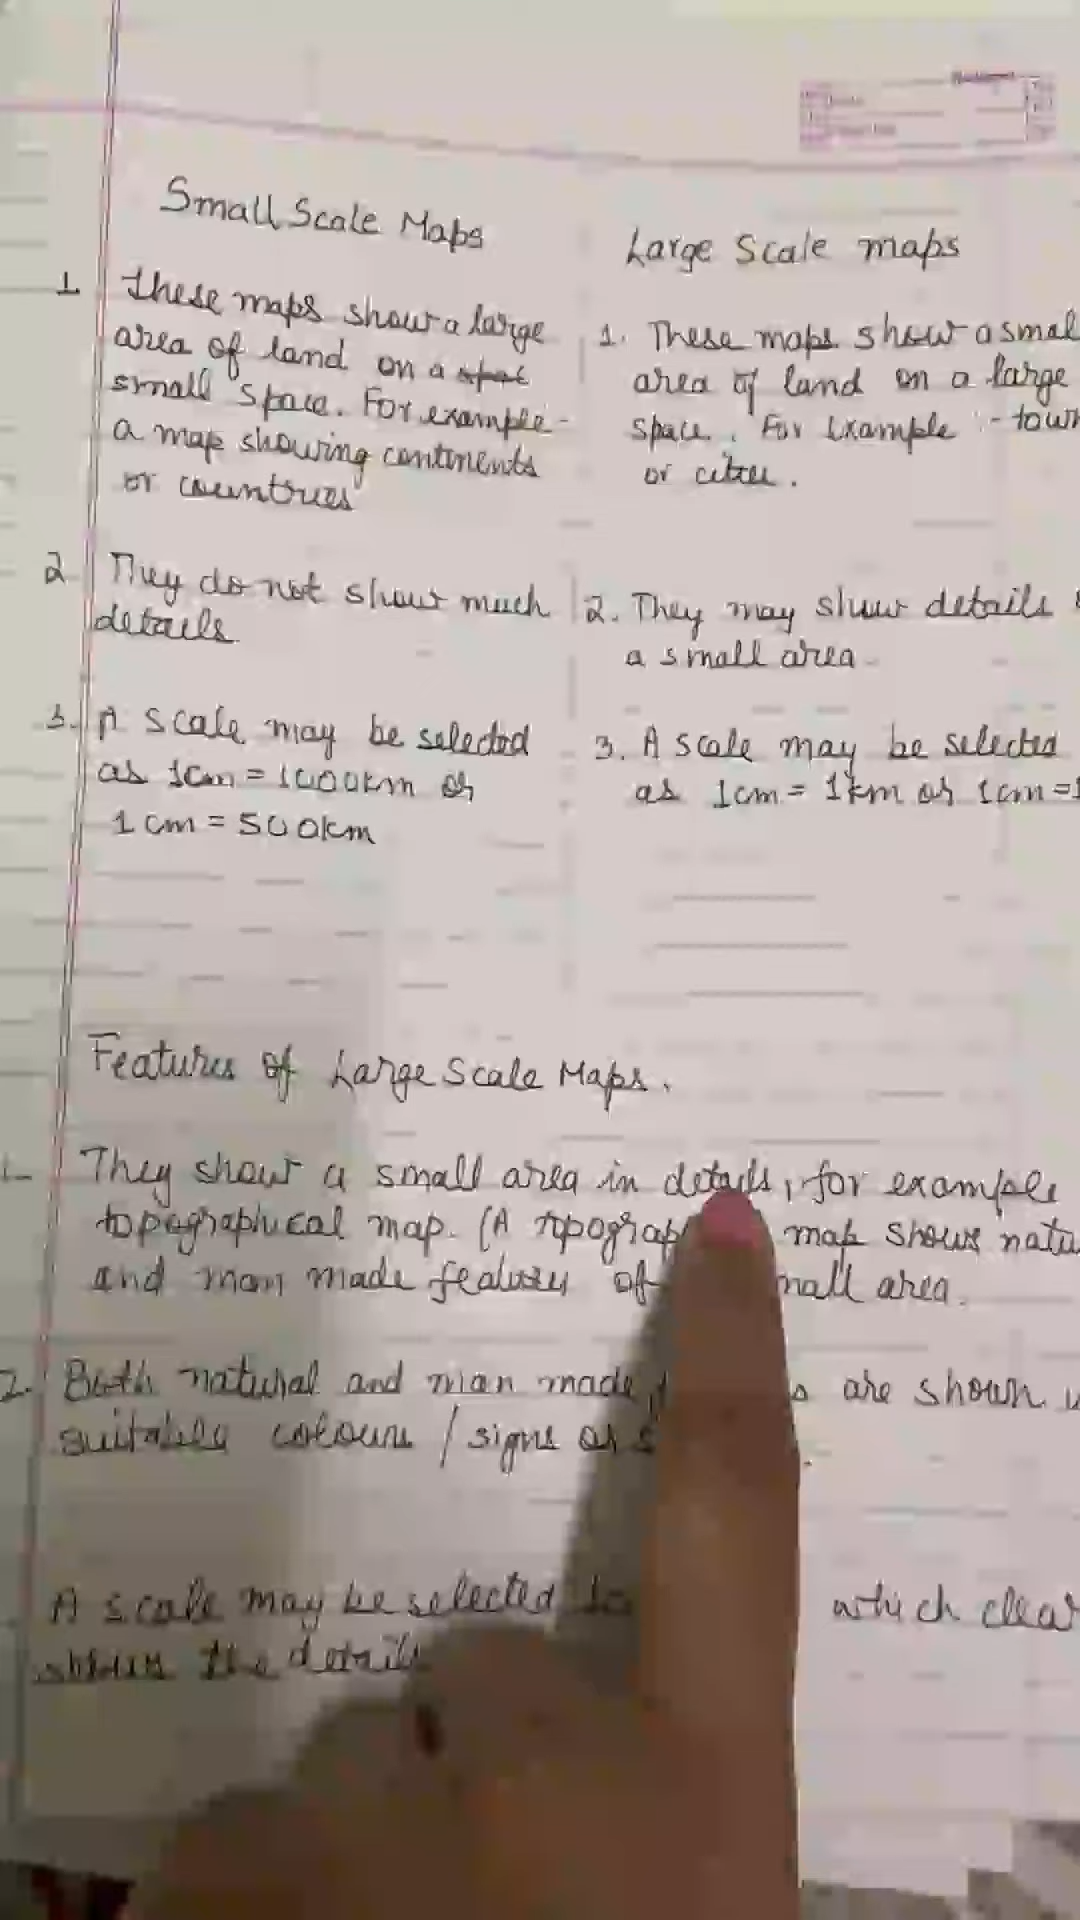 Small Scale Maps
1 These maps show a large
area of land on a
small space. For example-
a map showing continents
or countries
2 They do not show much
details
3. A scale may be selected
as 1cm = 1000km or
1 cm = 500km
Large Scale maps
1. These maps show a smal
area of land on a large
space. For Example :- town
or cities.
2. They may show details
a small area
3. A scale may be selected
as 1cm = 1km or 1cm =
Features of Large Scale Maps.
1 They show a small area in details, for example
topographical map. (A topograp map shows natu
and man made features of mall area.
2. Both natural and man made are shown
suitable colours / signs or s
A scale may be selected to which clear
shows the details